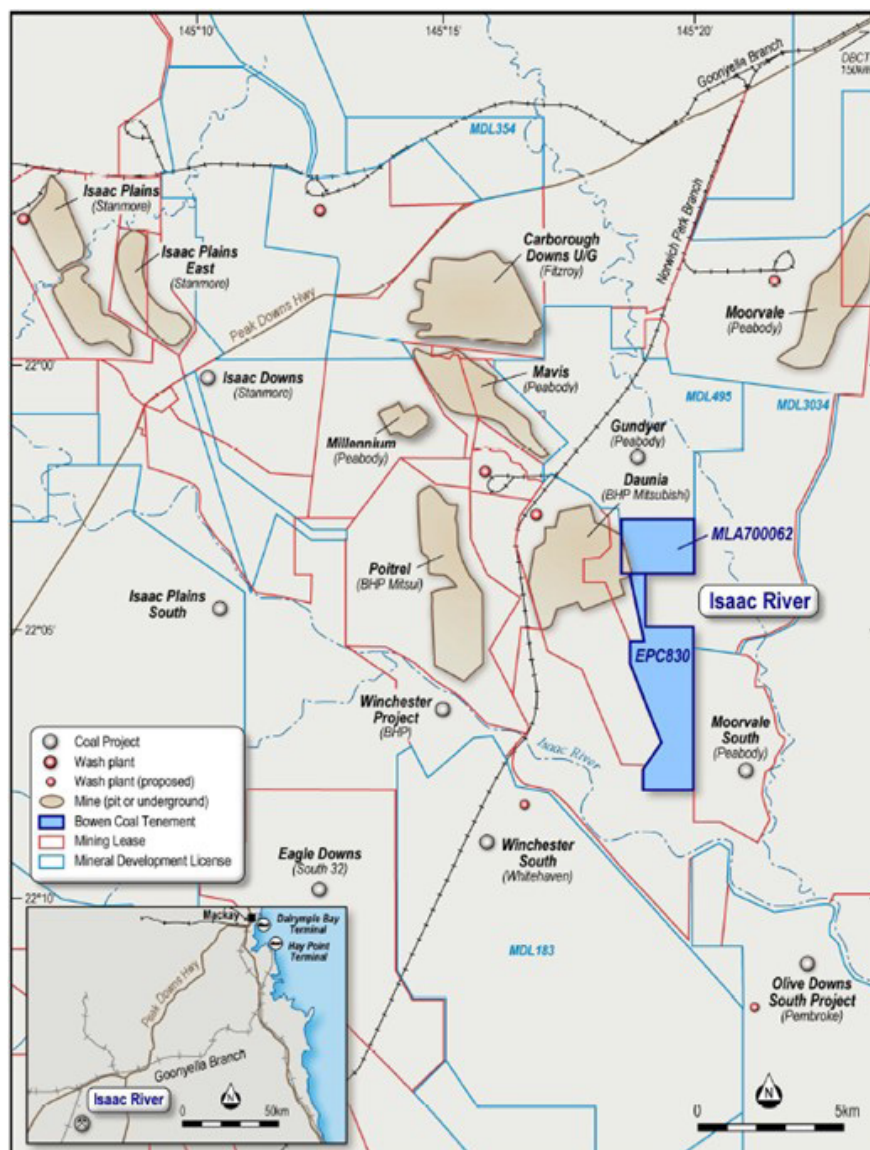 145°10'
145°15'
145°20'
Goonyella Branch
DBCT
150km
MDL354
Isaac Plains
(Stanmore)
Isaac Plains
East
(Stanmore)
Carborough
Downs U/G
(Fitzroy)
Norwich Park Branch
Moorvale
(Peabody)
Peak Downs Hwy
22°00'
Isaac Downs
(Stanmore)
Mavis
(Peabody)
MDL495
MDL3034
Millennium
(Peabody)
Gundyer
(Peabody)
Daunia
(BHP Mitsubishi)
MLA700062
Poitrel
(BHP Mitsui)
Isaac Plains
South
Isaac River
22°05'
EPC830
Winchester
Project
(BHP)
Moorvale
South
(Peabody)
Isaac River
Coal Project
Wash plant
Wash plant (proposed)
Mine (pit or underground)
Bowen Coal Tenement
Mining Lease
Mineral Development License
Eagle Downs
(South 32)
Winchester
South
(Whitehaven)
22°10'
MDL183
Olive Downs
South Project
(Pembroke)
Mackay
Dalrymple Bay
Terminal
Hay Point
Terminal
Peak Downs Hwy
Goonyella Branch
Isaac River
N
0 50km
N
0 5km